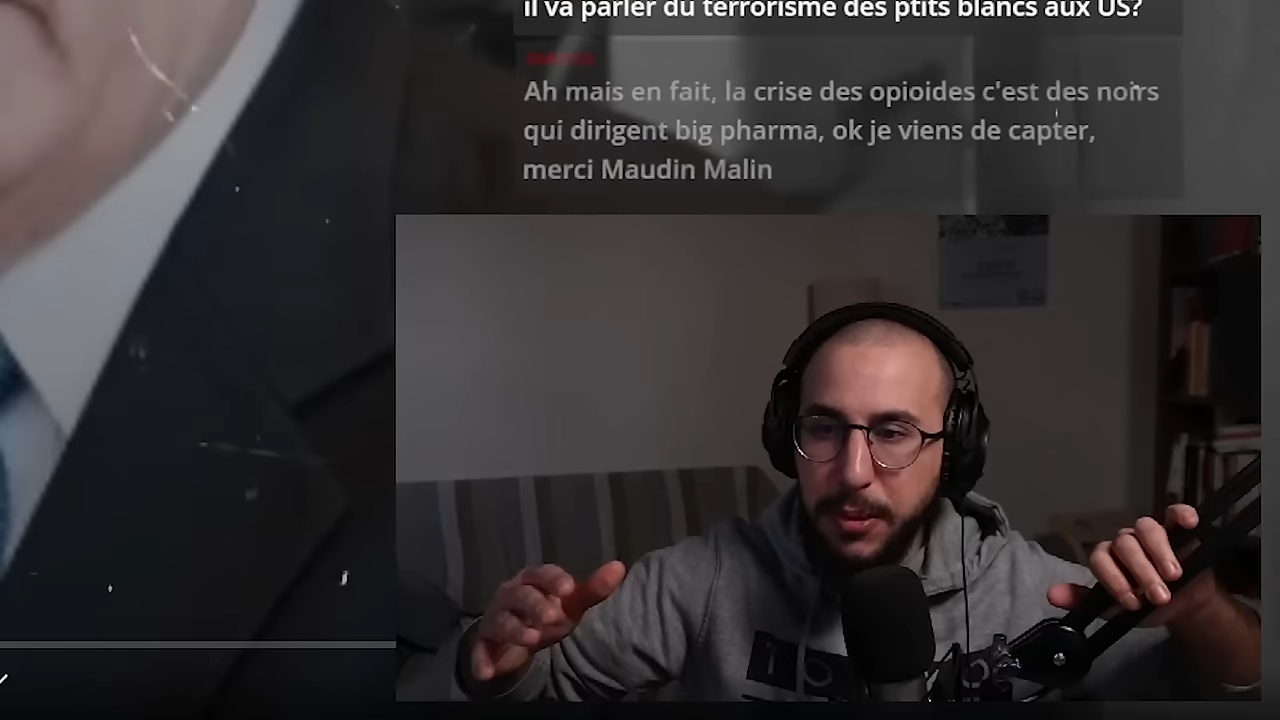 il va parler du terrorisme des ptits blancs aux US?
Ah mais en fait, la crise des opioides c'est des noirs
qui dirigent big pharma, ok je viens de capter,
merci Maudin Malin